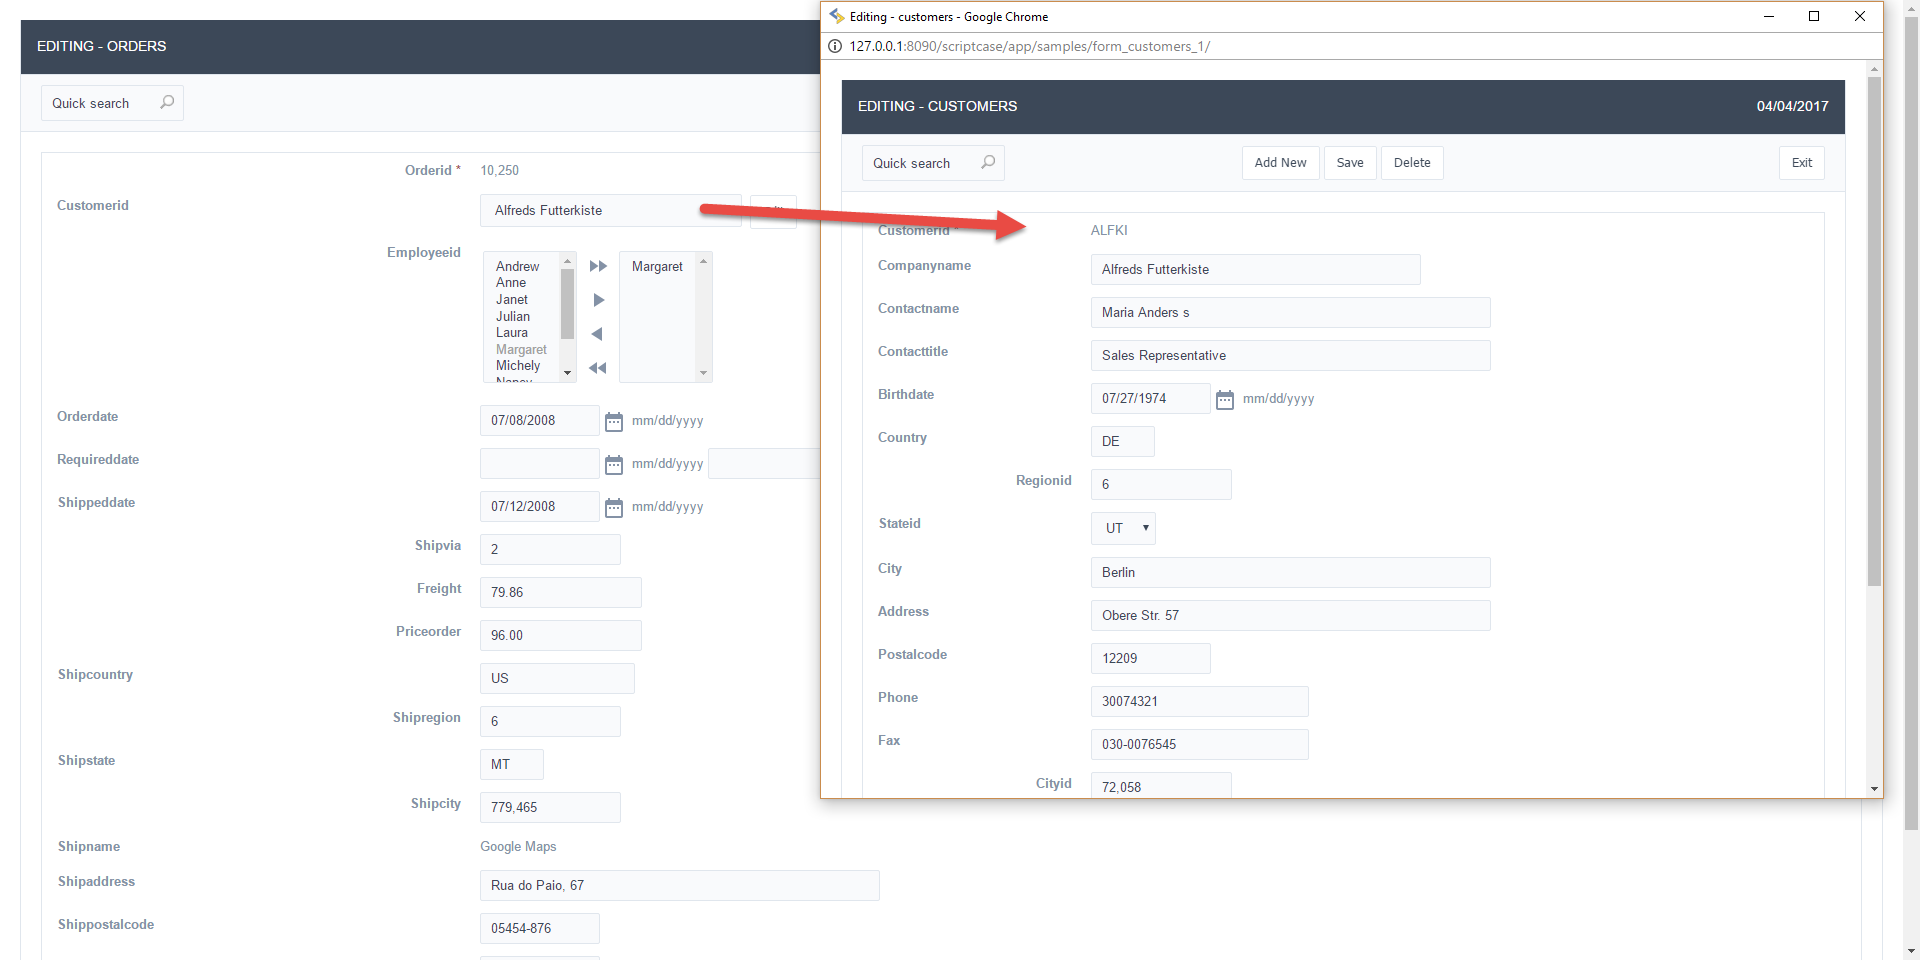 EDITING - ORDERS
Quick search
Orderid * 10,250
Customerid Alfreds Futterkiste
Employeeid
Andrew
Anne
Janet
Julian
Laura
Margaret
Michely
Nancy
Margaret
Orderdate 07/08/2008 mm/dd/yyyy
Requireddate mm/dd/yyyy
Shippeddate 07/12/2008 mm/dd/yyyy
Shipvia 2
Freight 79.86
Priceorder 96.00
Shipcountry US
Shipregion 6
Shipstate MT
Shipcity 779,465
Shipname Google Maps
Shipaddress Rua do Paio, 67
Shippostalcode 05454-876
Editing - customers - Google Chrome
127.0.0.1:8090/scriptcase/app/samples/form_customers_1/
EDITING - CUSTOMERS 04/04/2017
Quick search Add New Save Delete Exit
Customerid * ALFKI
Companyname Alfreds Futterkiste
Contactname Maria Anders s
Contacttitle Sales Representative
Birthdate 07/27/1974 mm/dd/yyyy
Country DE
Regionid 6
Stateid UT
City Berlin
Address Obere Str. 57
Postalcode 12209
Phone 30074321
Fax 030-0076545
Cityid 72,058